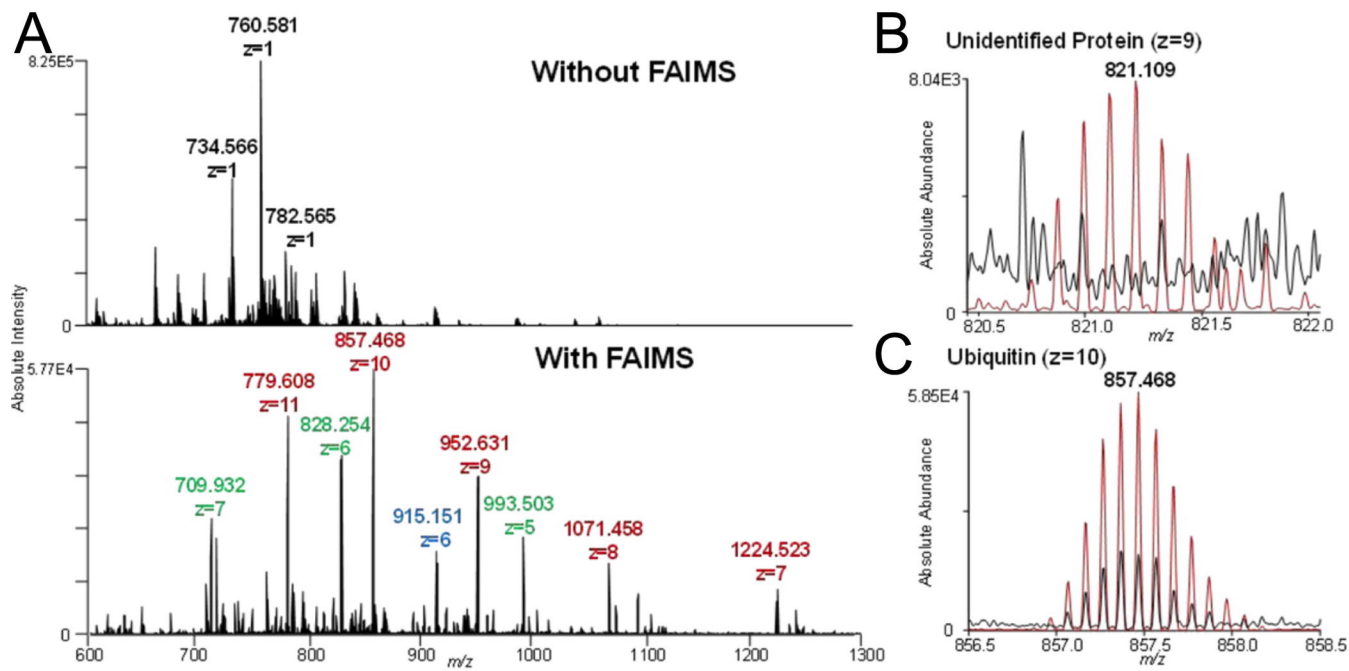 A
760.581
z=1
8.25E5
Without FAIMS
734.566
z=1
782.565
z=1
0
Absolute Intensity
With FAIMS
857.468
z=10
5.77E4
779.608
z=11
828.254
z=6
952.631
z=9
709.932
z=7
915.151
z=6
993.503
z=5
1071.458
z=8
1224.523
z=7
0
600 700 800 900 1000 1100 1200 1300
m/z
B
Unidentified Protein (z=9)
8.04E3
821.109
Absolute Abundance
0
820.5 821.0 821.5 822.0
m/z
C
Ubiquitin (z=10)
5.85E4
857.468
Absolute Abundance
0
856.5 857.0 857.5 858.0 858.5
m/z